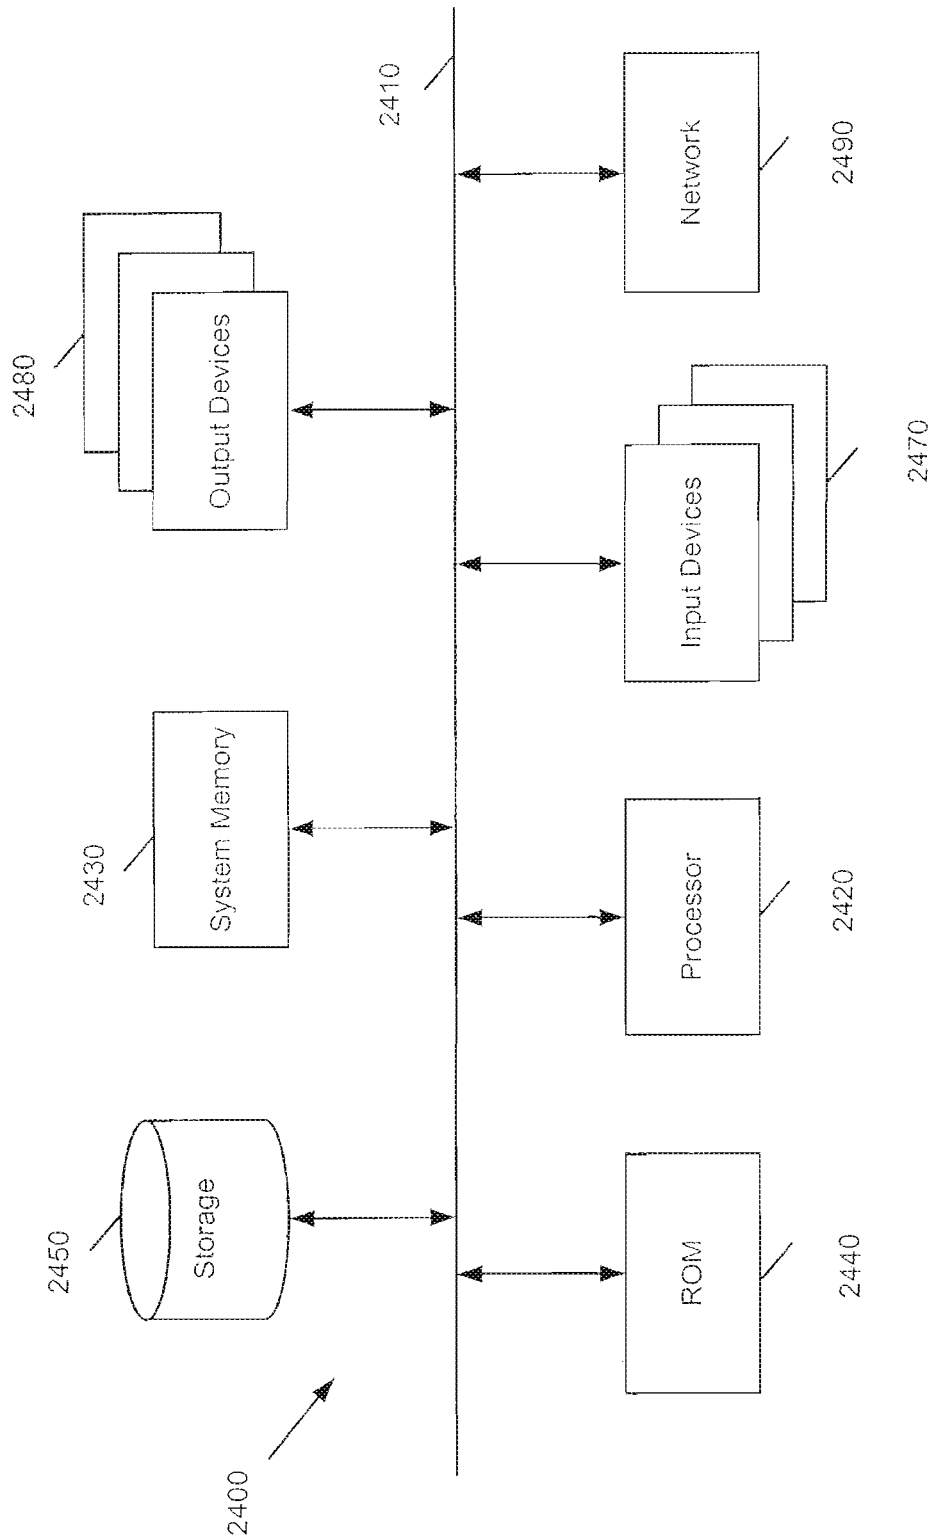 2450
Storage
2430
System Memory
2480
Output Devices
2410
2400
ROM
2440
Processor
2420
Input Devices
2470
Network
2490